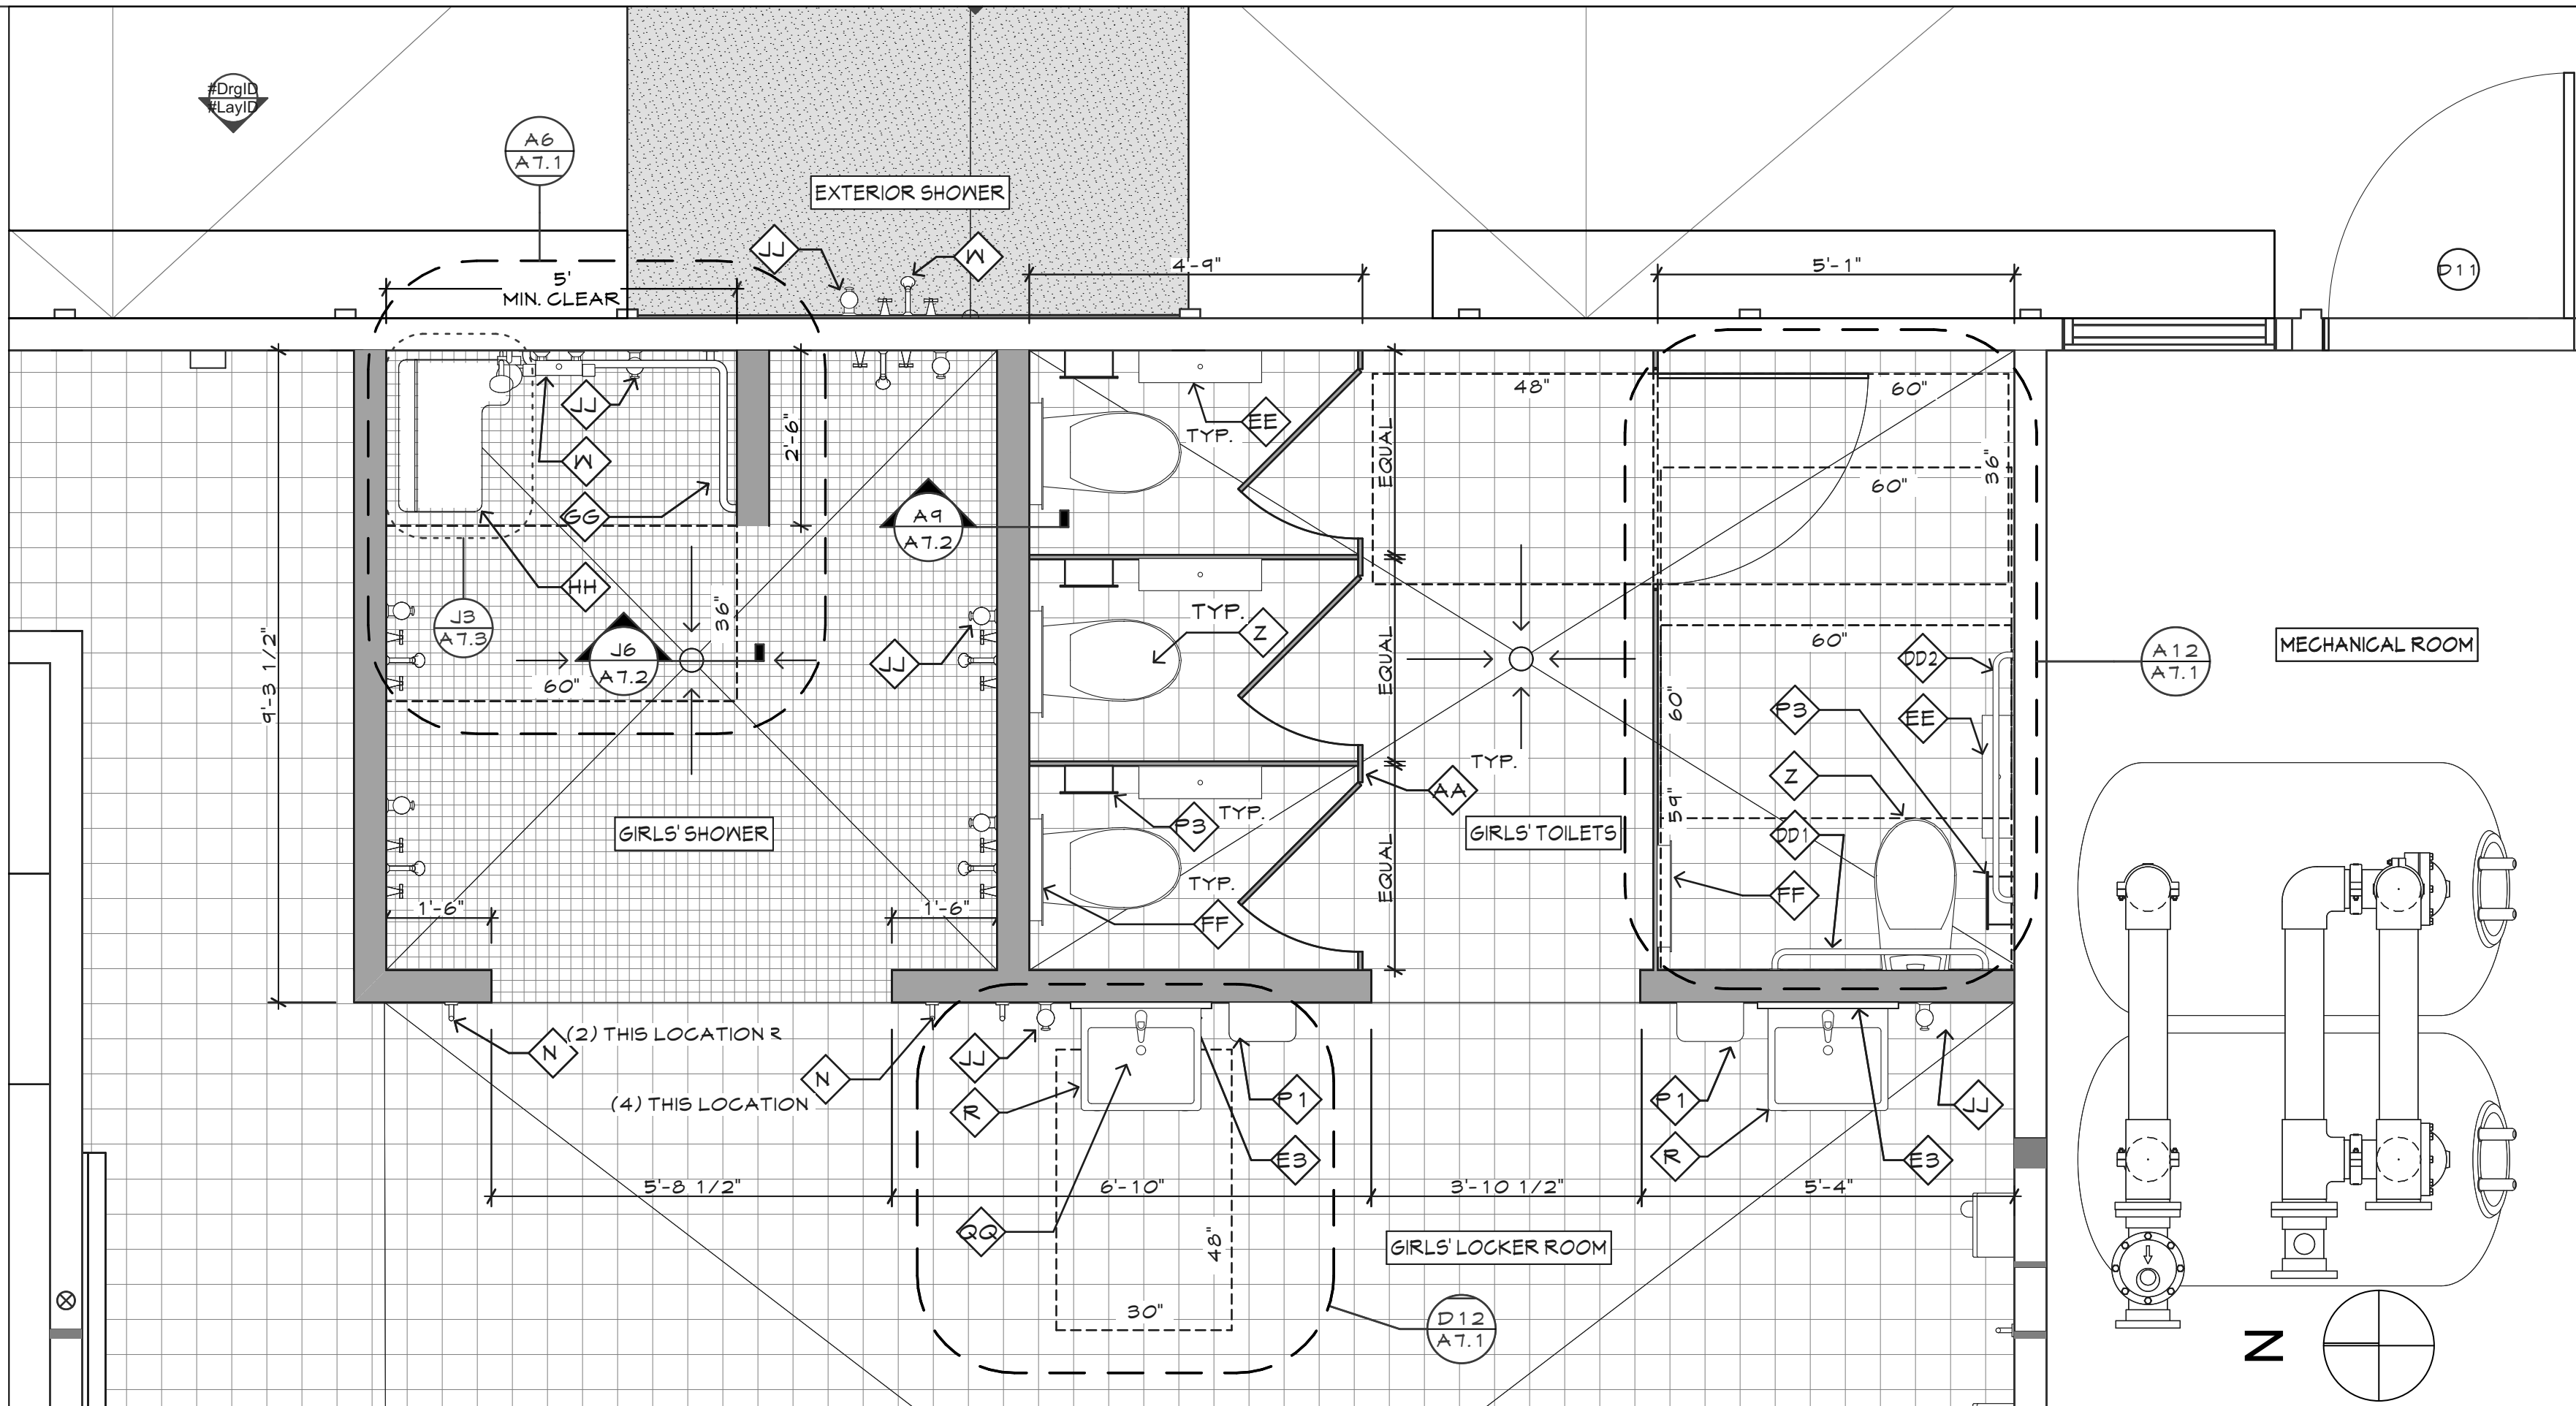 #DrgID
#LayID
A6
A7.1
EXTERIOR SHOWER
JJ
W
4'-9"
5'-1"
D11
5'
MIN. CLEAR
48"
60"
JJ
EE
TYP.
2'-6"
EQUAL
36"
W
60"
GG
A9
A7.2
HH
J3
A7.3
36"
TYP.
Z
60"
DD2
MECHANICAL ROOM
A12
A7.1
J6
A7.2
JJ
60"
EQUAL
9'-3 1/2"
60"
P3
EE
TYP.
AA
Z
59"
P3
TYP.
GIRLS' SHOWER
GIRLS' TOILETS
DD1
EQUAL
TYP.
FF
1'-6"
1'-6"
FF
N
(2) THIS LOCATION R
JJ
N
(4) THIS LOCATION
R
P1
P1
JJ
E3
R
E3
5'-8 1/2"
6'-10"
3'-10 1/2"
5'-4"
QQ
48"
GIRLS' LOCKER ROOM
30"
D12
A7.1
N